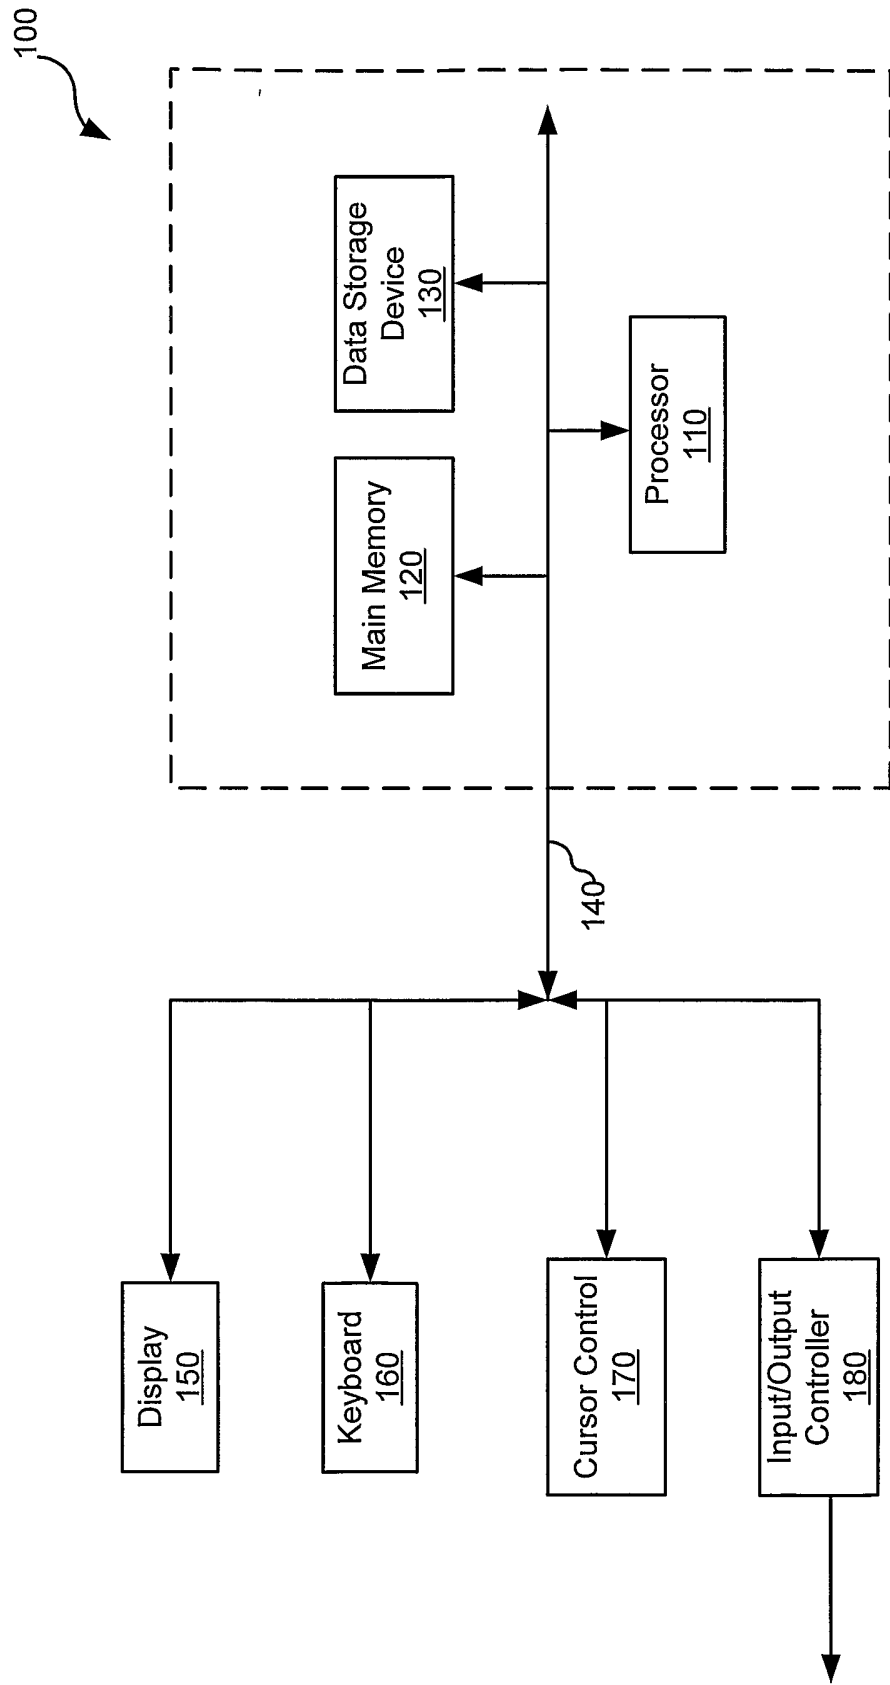 100
Data Storage
Device
130
Main Memory
120
Processor
110
140
Display
150
Keyboard
160
Cursor Control
170
Input/Output
Controller
180